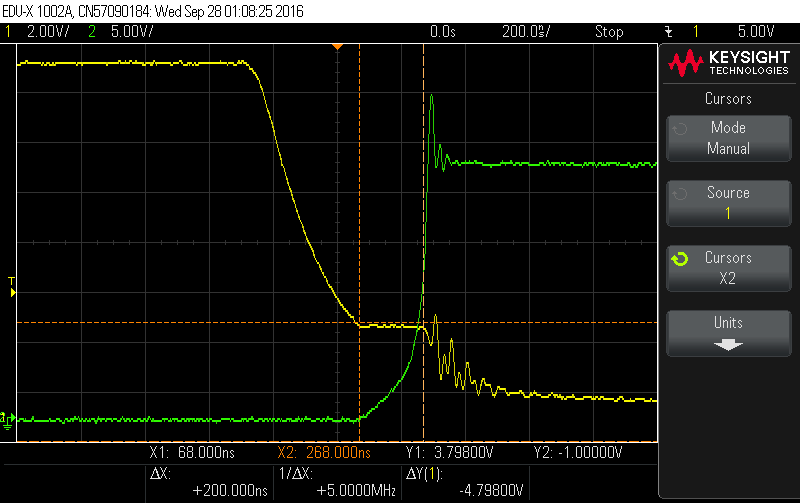 EDU-X 1002A, CN57090184: Wed Sep 28 01:08:25 2016
1 2.00V/ 2 5.00V/ 0.0s 200.0ns/ Stop 1 5.00V
KEYSIGHT
TECHNOLOGIES
Cursors
Mode
Manual
Source
1
Cursors
X2
Units
T
X1: 68.000ns X2: 268.000ns Y1: 3.79800V Y2: -1.00000V
ΔX: 1/ΔX: ΔY(1):
+200.000ns +5.0000MHz -4.79800V